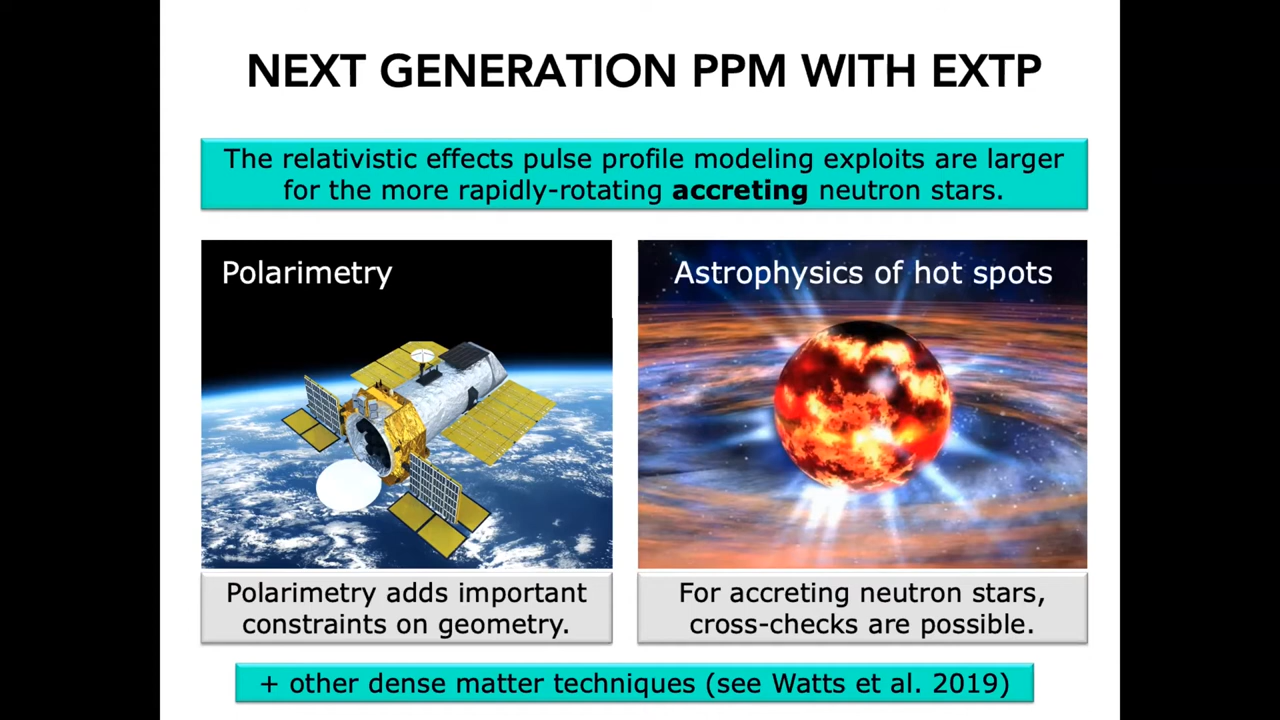 NEXT GENERATION PPM WITH EXTP
The relativistic effects pulse profile modeling exploits are larger
for the more rapidly-rotating accreting neutron stars.
Polarimetry
Astrophysics of hot spots
Polarimetry adds important
constraints on geometry.
For accreting neutron stars,
cross-checks are possible.
+ other dense matter techniques (see Watts et al. 2019)